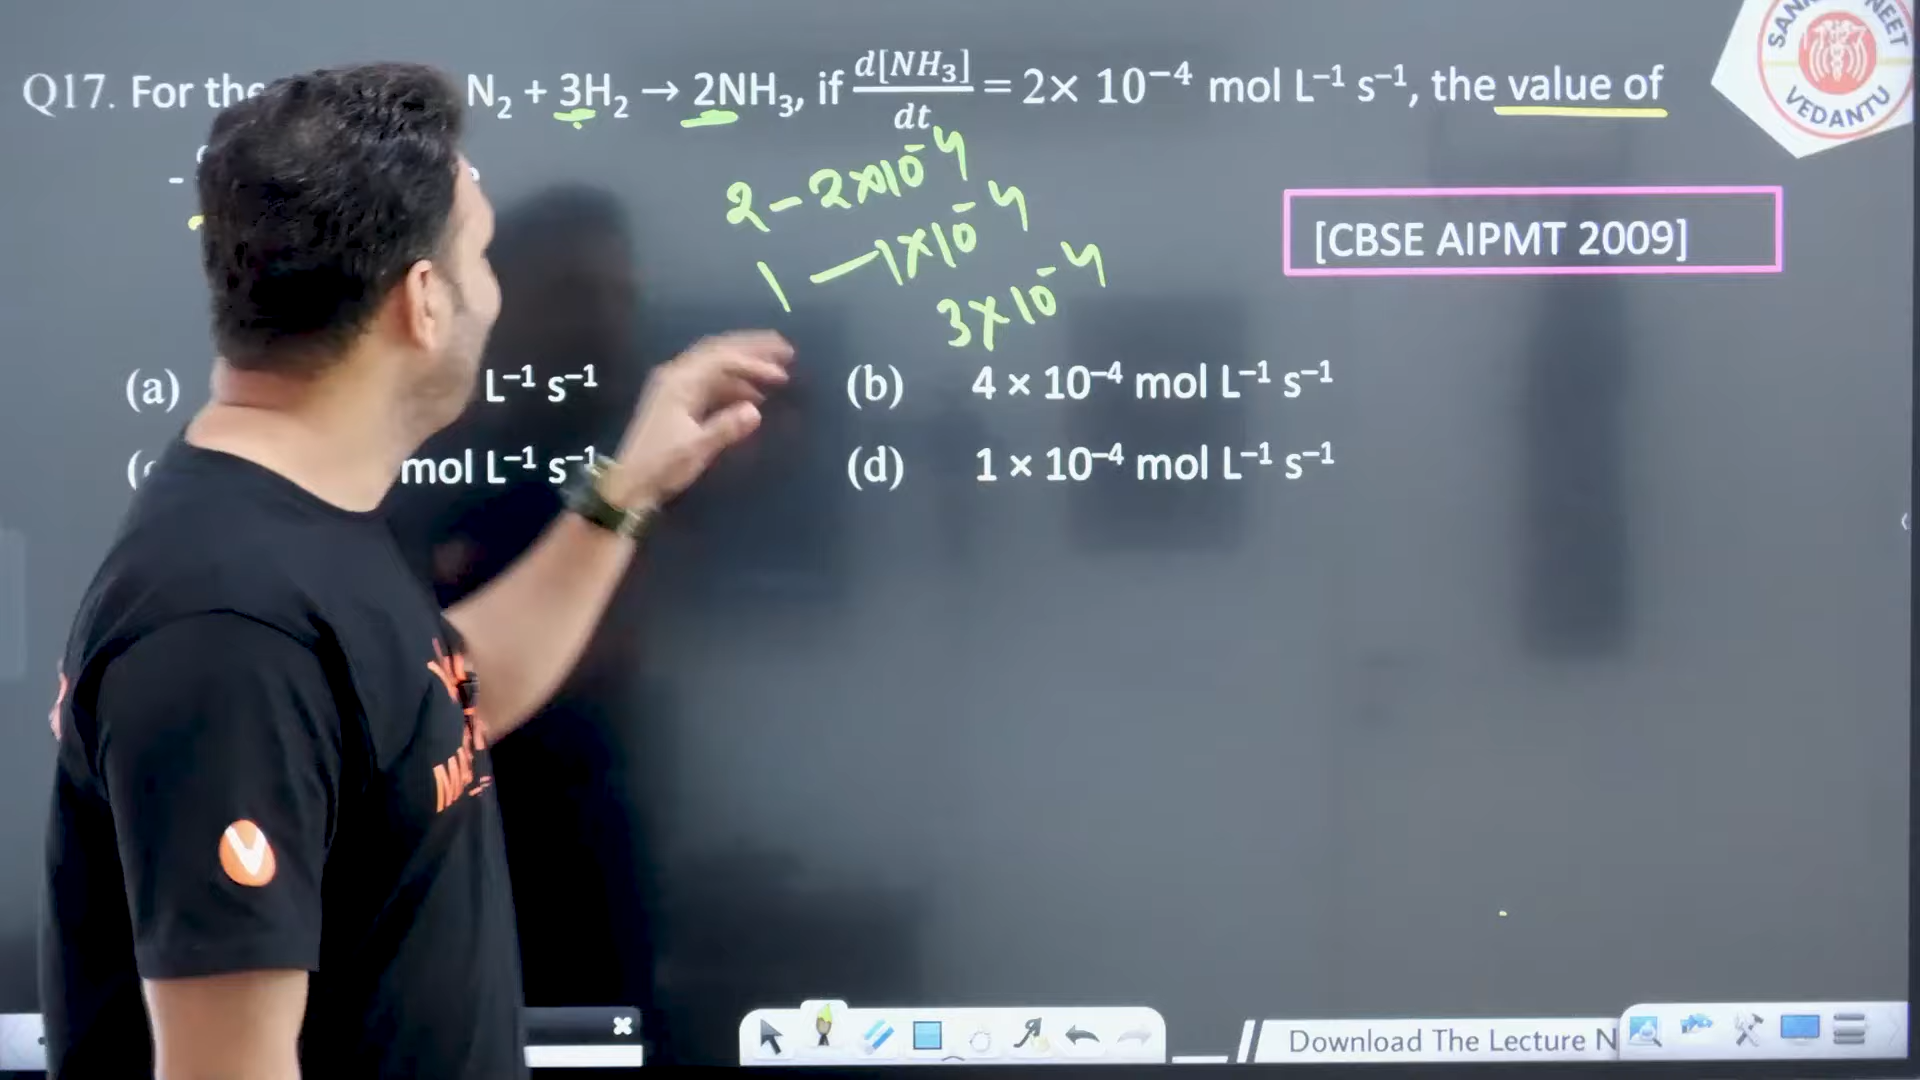 Q17. For the N₂ + 3H₂ → 2NH₃, if d[NH₃]/dt = 2× 10⁻⁴ mol L⁻¹ s⁻¹, the value of
-
VEDANTU
2 – 2×10⁻⁴
1 — 1×10⁻⁴
3×10⁻⁴
[CBSE AIPMT 2009]
(a) L⁻¹ s⁻¹ (b) 4 × 10⁻⁴ mol L⁻¹ s⁻¹
mol L⁻¹ s⁻¹ (d) 1 × 10⁻⁴ mol L⁻¹ s⁻¹
V
Download The Lecture N